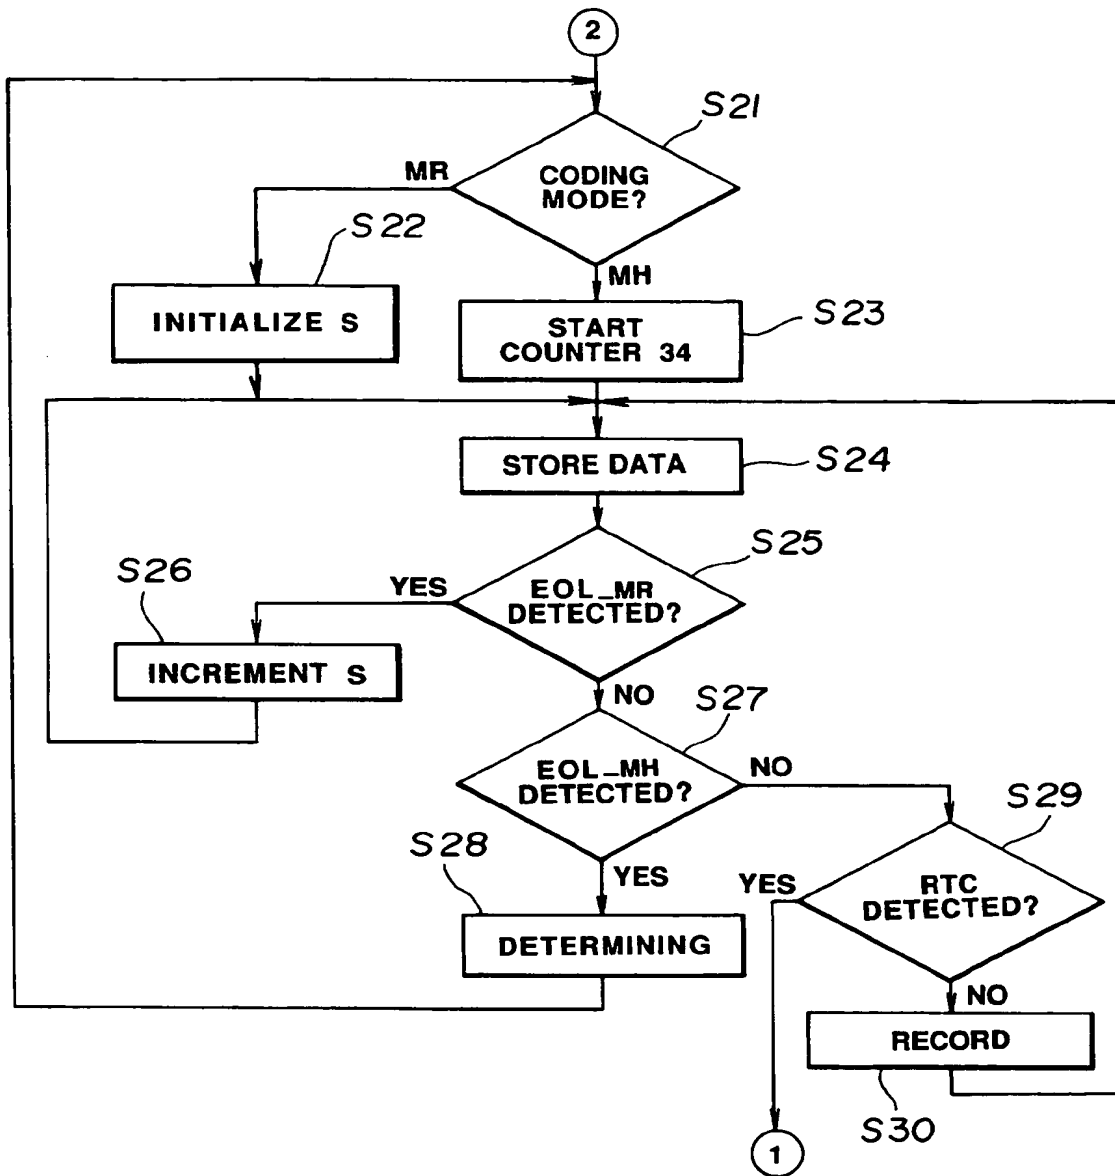 2
S21
MR
CODING
MODE?
S22
MH
INITIALIZE S
S23
START
COUNTER 34
STORE DATA
S24
S25
S26
YES
EOL_MR
DETECTED?
INCREMENT S
NO
S27
EOL_MH
DETECTED?
NO
S29
S28
YES
YES
RTC
DETECTED?
DETERMINING
NO
RECORD
S30
1